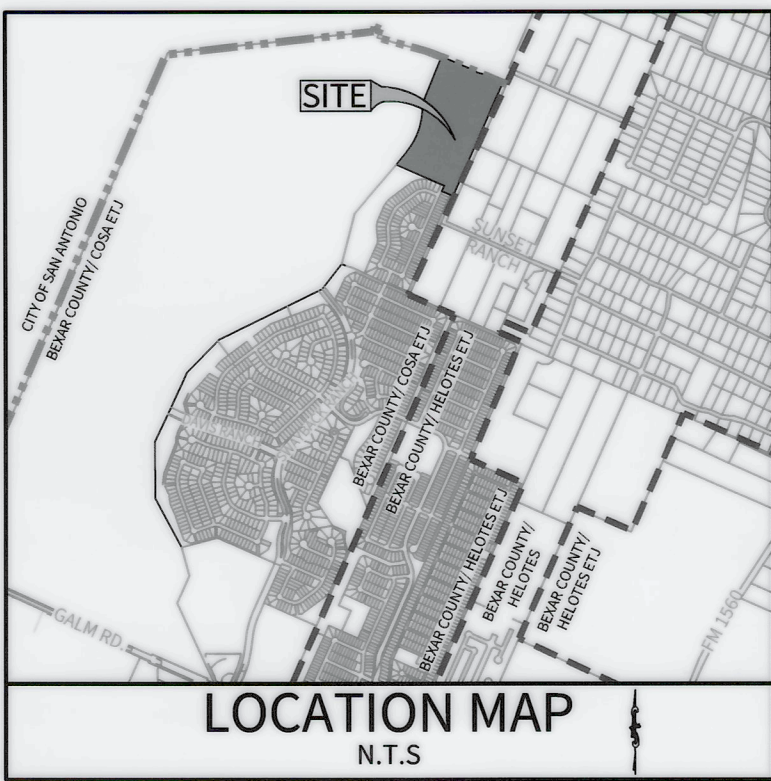 SITE
CITY OF SAN ANTONIO
BEXAR COUNTY/ COSA ETJ
SUNSET
RANCH
BEXAR COUNTY/ COSA ETJ
BEXAR COUNTY/ HELOTES ETJ
BEXAR COUNTY/ HELOTES ETJ
BEXAR COUNTY/
HELOTES
BEXAR COUNTY/
HELOTES ETJ
GALM RD.
FM 1560
LOCATION MAP
N.T.S